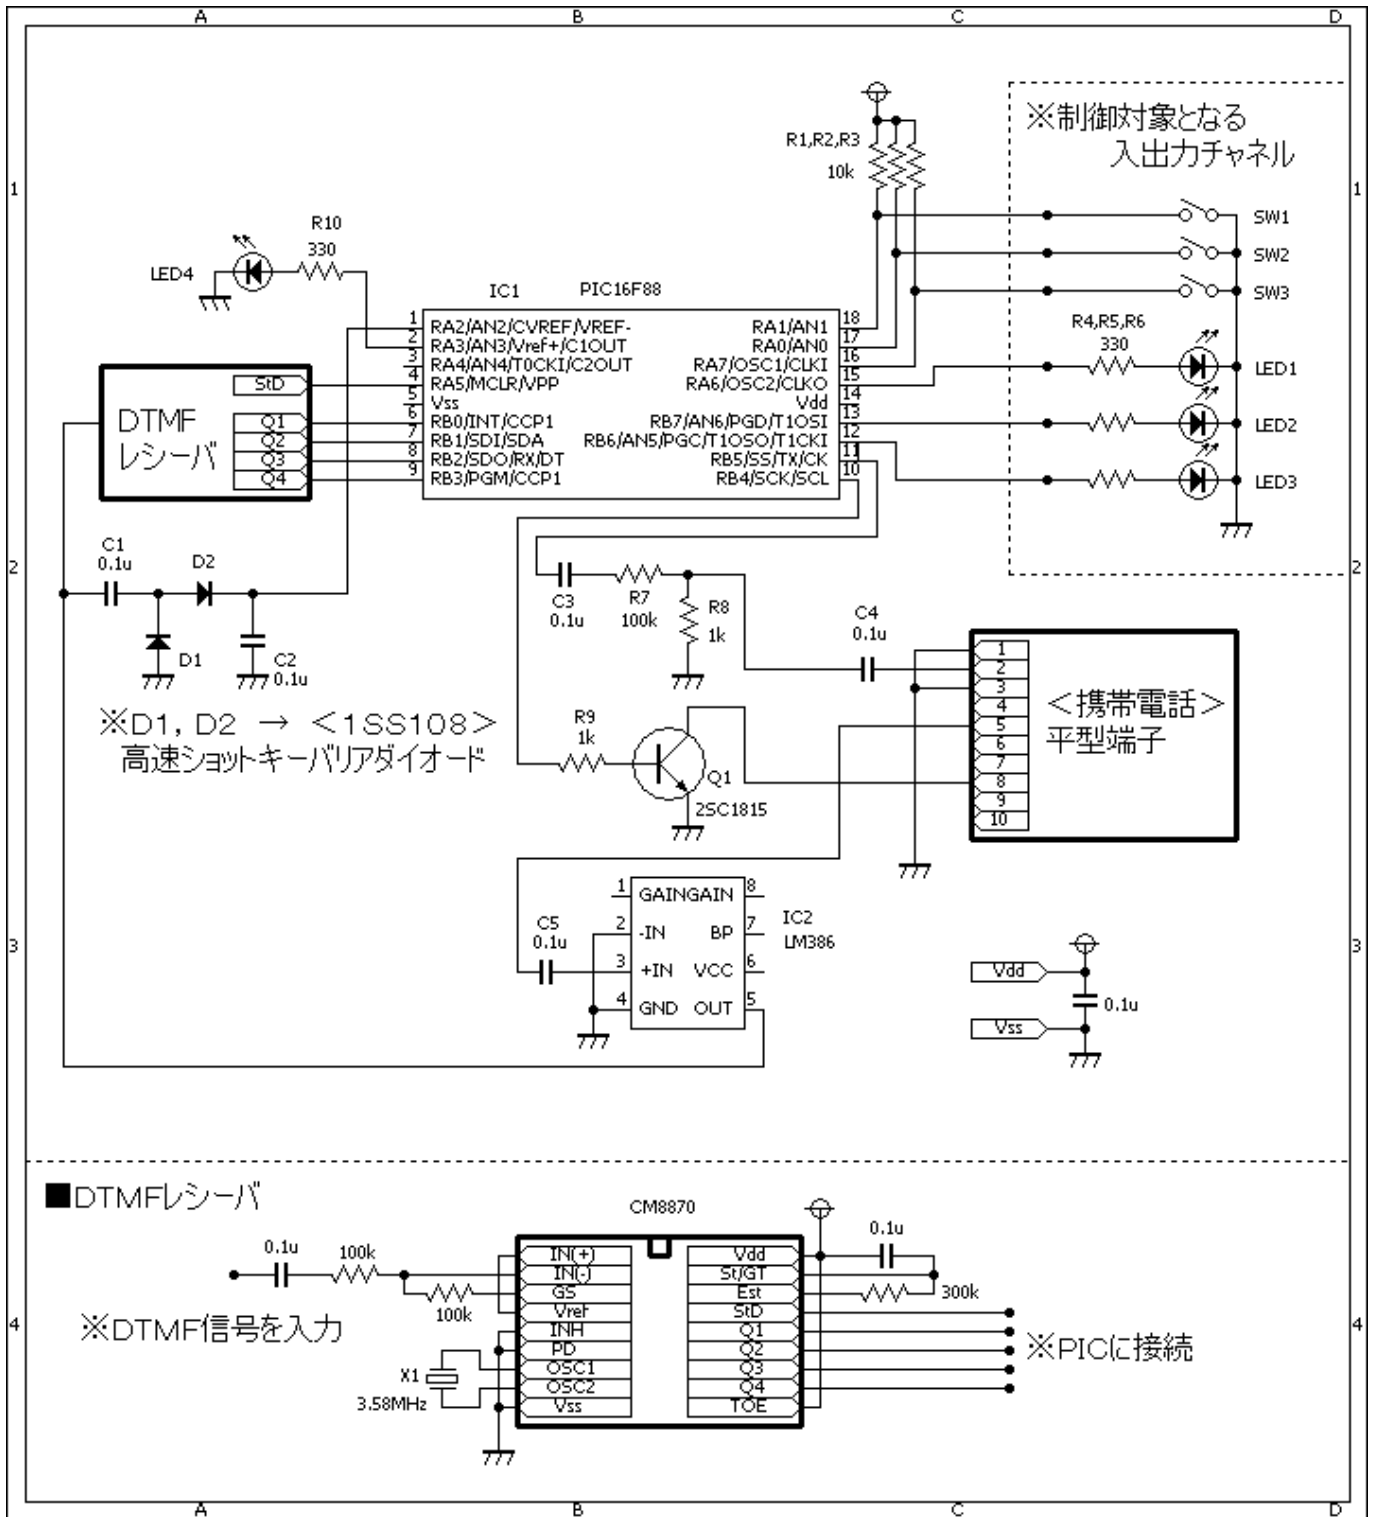 A
B
C
D
1
1
※制御対象となる
入出力チャネル
R1,R2,R3
10k
SW1
SW2
SW3
R10
330
LED4
IC1
PIC16F88
R4,R5,R6
330
LED1
LED2
LED3
1
RA2/AN2/CVREF/VREF-
RA1/AN1
18
2
RA3/AN3/Vref+/C1OUT
RA0/AN0
17
3
RA4/AN4/T0CKI/C2OUT
RA7/OSC1/CLKI
16
4
RA5/MCLR/VPP
RA6/OSC2/CLKO
15
5
Vss
Vdd
14
6
RB0/INT/CCP1
RB7/AN6/PGD/T1OSI
13
7
RB1/SDI/SDA
RB6/AN5/PGC/T1OSO/T1CKI
12
8
RB2/SDO/RX/DT
RB5/SS/TX/CK
11
9
RB3/PGM/CCP1
RB4/SCK/SCL
10
DTMF
レシーバ
StD
Q1
Q2
Q3
Q4
2
2
C1
0.1u
D2
D1
C2
0.1u
※D1, D2 → <1SS108>
高速ショットキーバリアダイオード
C3
0.1u
R7
100k
R8
1k
C4
0.1u
R9
1k
Q1
2SC1815
1
2
3
4
5
6
7
8
9
10
<携帯電話>
平型端子
3
3
C5
0.1u
1
GAIN
GAIN
8
2
-IN
BP
7
3
+IN
VCC
6
4
GND
OUT
5
IC2
LM386
Vdd
0.1u
Vss
■DTMFレシーバ
CM8870
0.1u
100k
100k
※DTMF信号を入力
X1
3.58MHz
IN(+)
IN(-)
GS
Vref
INH
PD
OSC1
OSC2
Vss
Vdd
St/GT
Est
StD
Q1
Q2
Q3
Q4
TOE
0.1u
300k
※PICに接続
4
4
A
B
C
D